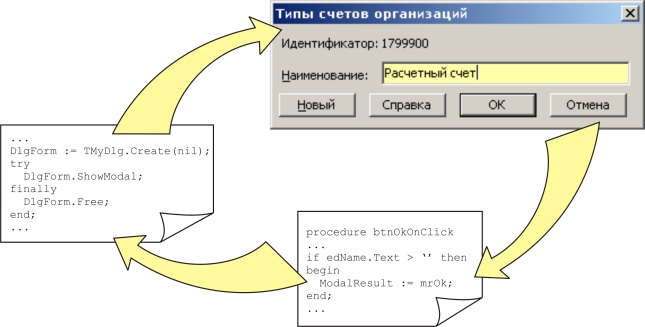 Типы счетов организаций
Идентификатор: 1799900
Наименование: Расчетный счет
Новый Справка OK Отмена
...
DlgForm := TMyDlg.Create(nil);
try
DlgForm.ShowModal;
finally
DlgForm.Free;
end;
...
procedure btnOkOnClick
...
if edName.Text > ‘’ then
begin
ModalResult := mrOk;
end;
...